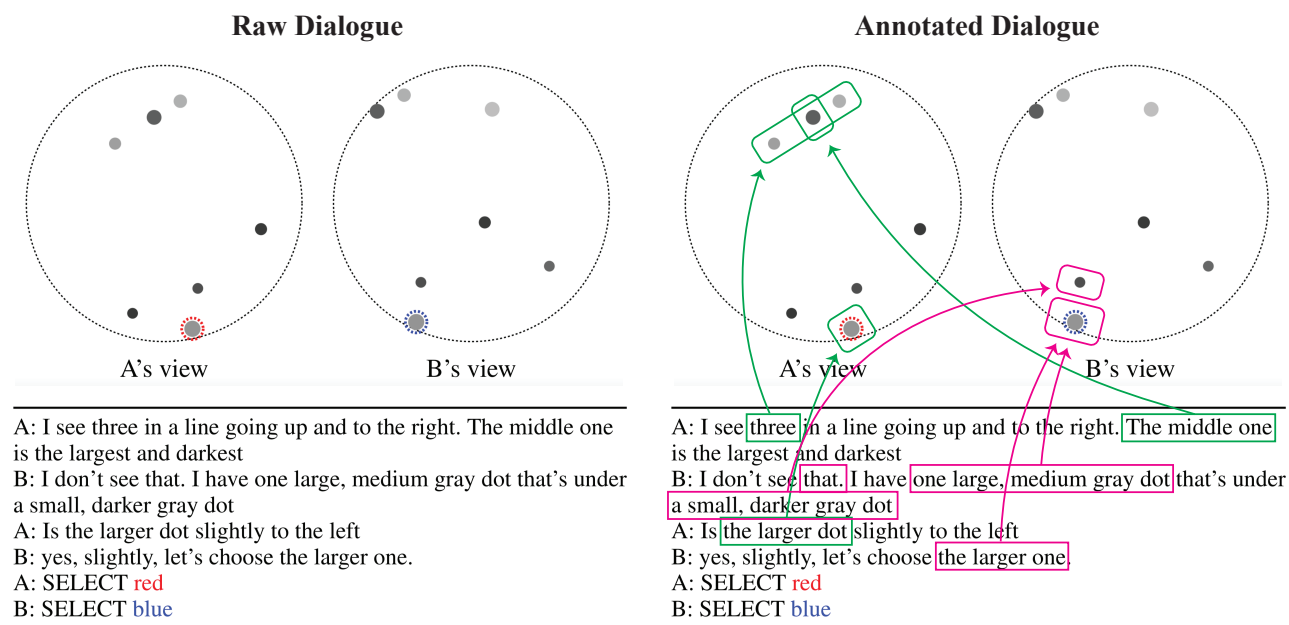 Raw Dialogue
A's view
B's view
A: I see three in a line going up and to the right. The middle one
is the largest and darkest
B: I don't see that. I have one large, medium gray dot that's under
a small, darker gray dot
A: Is the larger dot slightly to the left
B: yes, slightly, let's choose the larger one.
A: SELECT red
B: SELECT blue
Annotated Dialogue
A's view
B's view
A: I see three in a line going up and to the right. The middle one
is the largest and darkest
B: I don't see that. I have one large, medium gray dot that's under
a small, darker gray dot
A: Is the larger dot slightly to the left
B: yes, slightly, let's choose the larger one.
A: SELECT red
B: SELECT blue